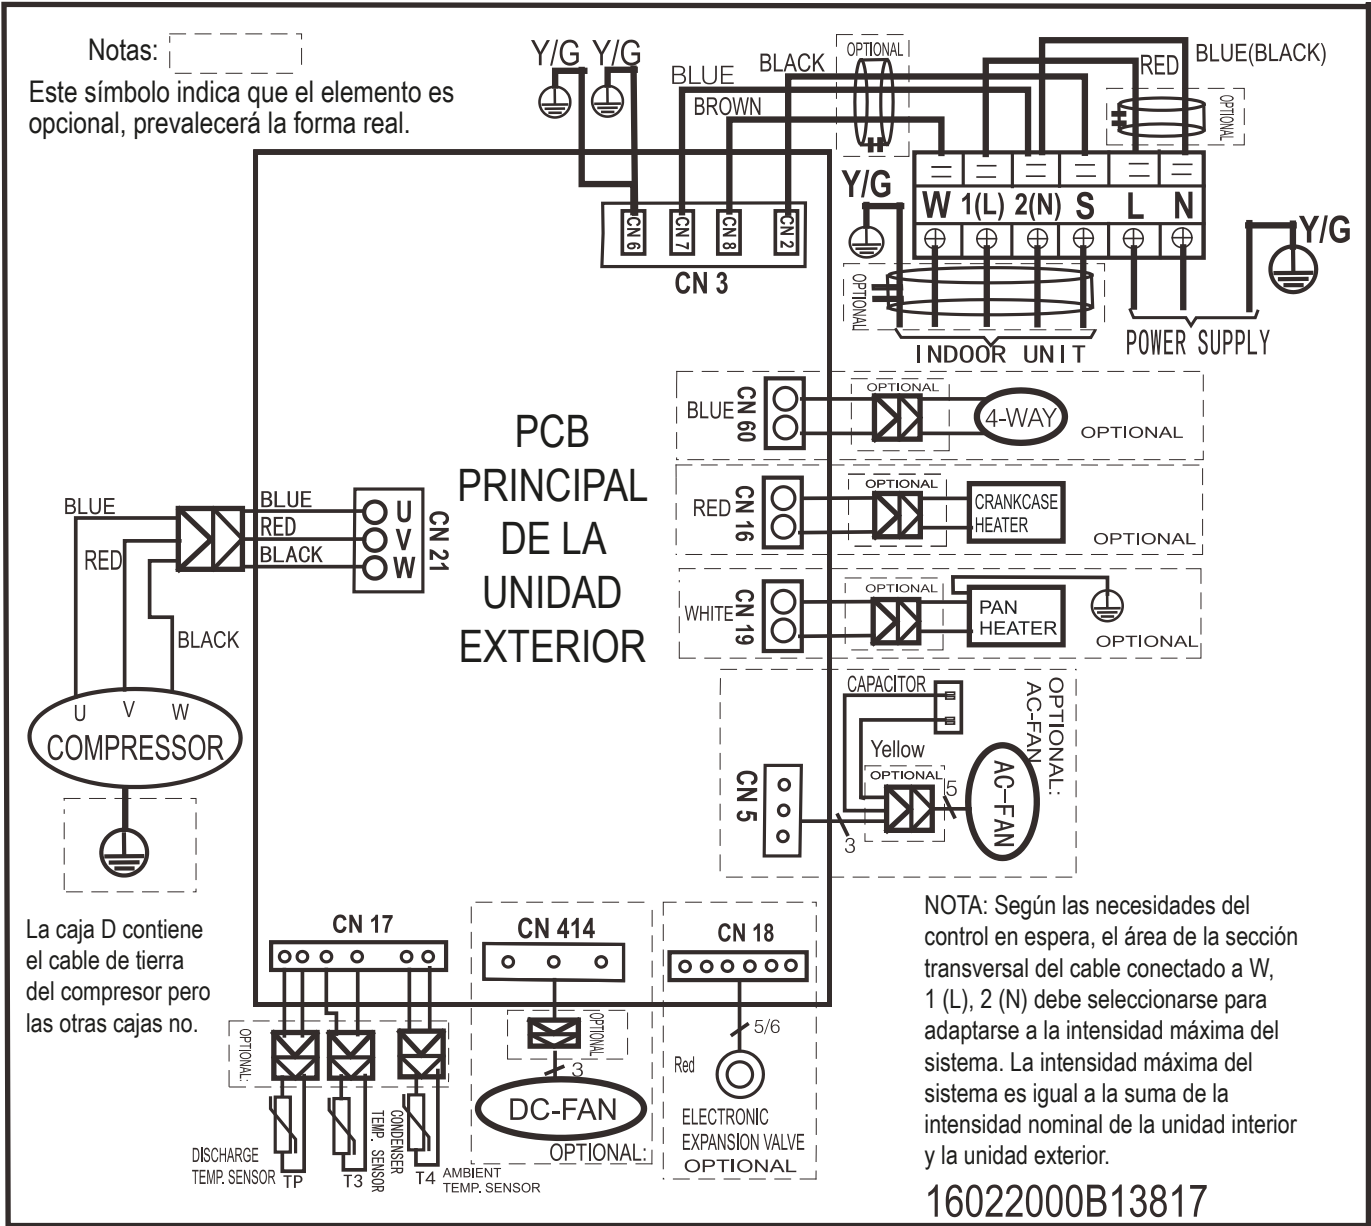 Notas:
Este símbolo indica que el elemento es
opcional, prevalecerá la forma real.
Y/G Y/G
BLUE
BLACK
BROWN
OPTIONAL
RED
BLUE(BLACK)
OPTIONAL
Y/G
W 1(L) 2(N) S L N
Y/G
CN 6
CN 7
CN 8
CN 2
CN 3
OPTIONAL
INDOOR UNIT
POWER SUPPLY
BLUE
CN 60
OPTIONAL
4-WAY
OPTIONAL
RED
CN 16
OPTIONAL
CRANKCASE
HEATER
OPTIONAL
WHITE
CN 19
OPTIONAL
PAN
HEATER
OPTIONAL
PCB
PRINCIPAL
DE LA
UNIDAD
EXTERIOR
BLUE
RED
BLACK
BLUE
RED
BLACK
U
V
W
CN 21
U V W
COMPRESSOR
CAPACITOR
Yellow
OPTIONAL
5
3
CN 5
AC-FAN
OPTIONAL:
AC-FAN
La caja D contiene
el cable de tierra
del compresor pero
las otras cajas no.
CN 17
OPTIONAL:
DISCHARGE
TEMP. SENSOR
TP
T3
CONDENSER
TEMP. SENSOR
T4
AMBIENT
TEMP. SENSOR
CN 414
OPTIONAL
3
DC-FAN
OPTIONAL:
CN 18
5/6
Red
ELECTRONIC
EXPANSION VALVE
OPTIONAL
NOTA: Según las necesidades del
control en espera, el área de la sección
transversal del cable conectado a W,
1 (L), 2 (N) debe seleccionarse para
adaptarse a la intensidad máxima del
sistema. La intensidad máxima del
sistema es igual a la suma de la
intensidad nominal de la unidad interior
y la unidad exterior.
16022000B13817